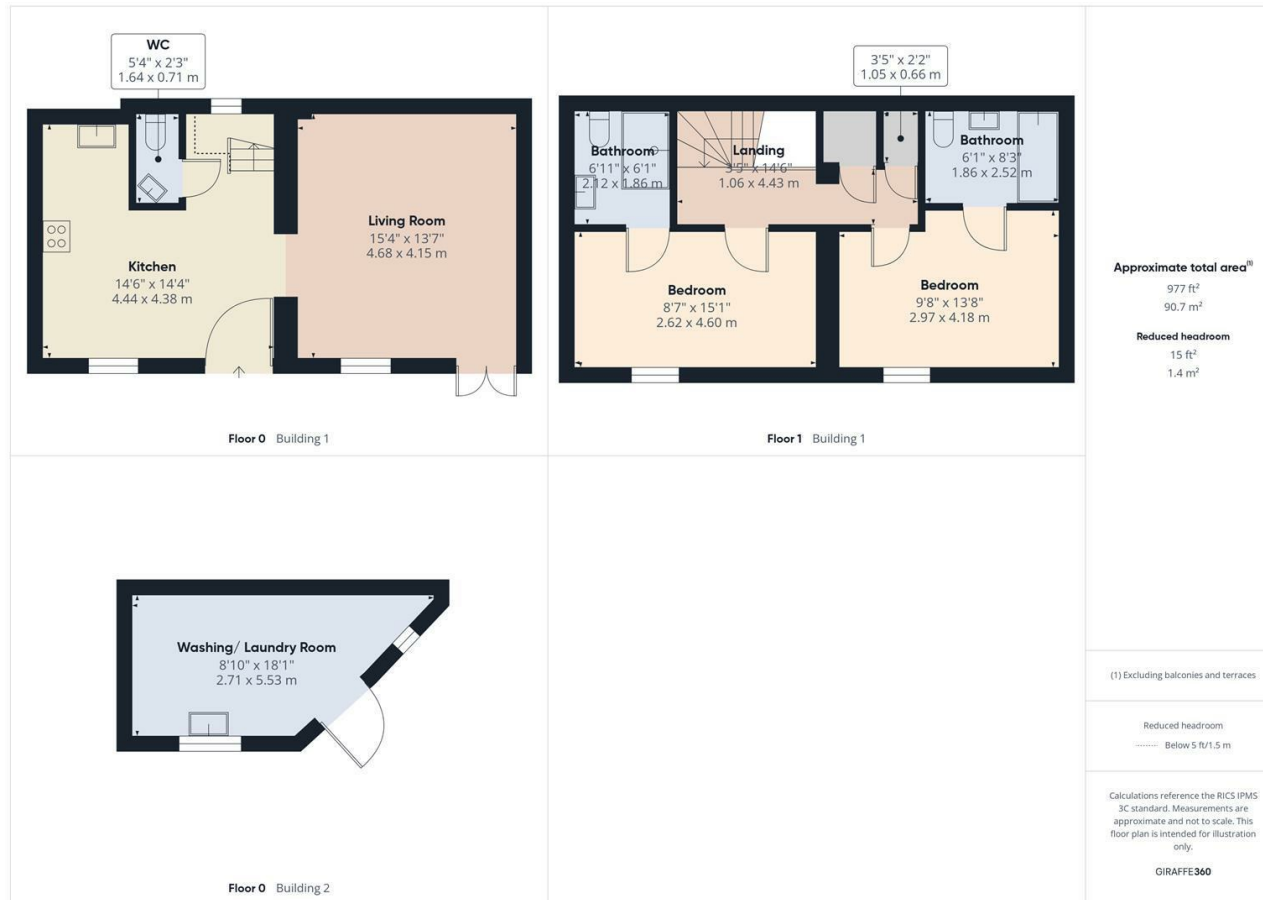 WC
5'4" x 2'3"
1.64 x 0.71 m
Kitchen
14'6" x 14'4"
4.44 x 4.38 m
Living Room
15'4" x 13'7"
4.68 x 4.15 m
Floor 0 Building 1
3'5" x 2'2"
1.05 x 0.66 m
Bathroom
6'11" x 6'1"
2.12 x 1.86 m
Landing
3'5" x 14'6"
1.06 x 4.43 m
Bathroom
6'1" x 8'3"
1.86 x 2.52 m
Bedroom
8'7" x 15'1"
2.62 x 4.60 m
Bedroom
9'8" x 13'8"
2.97 x 4.18 m
Floor 1 Building 1
Washing/ Laundry Room
8'10" x 18'1"
2.71 x 5.53 m
Floor 0 Building 2
Approximate total area⁽¹⁾
977 ft²
90.7 m²
Reduced headroom
15 ft²
1.4 m²
(1) Excluding balconies and terraces
Reduced headroom
Below 5 ft/1.5 m
Calculations reference the RICS IPMS
3C standard. Measurements are
approximate and not to scale. This
floor plan is intended for illustration
only.
GIRAFFE360